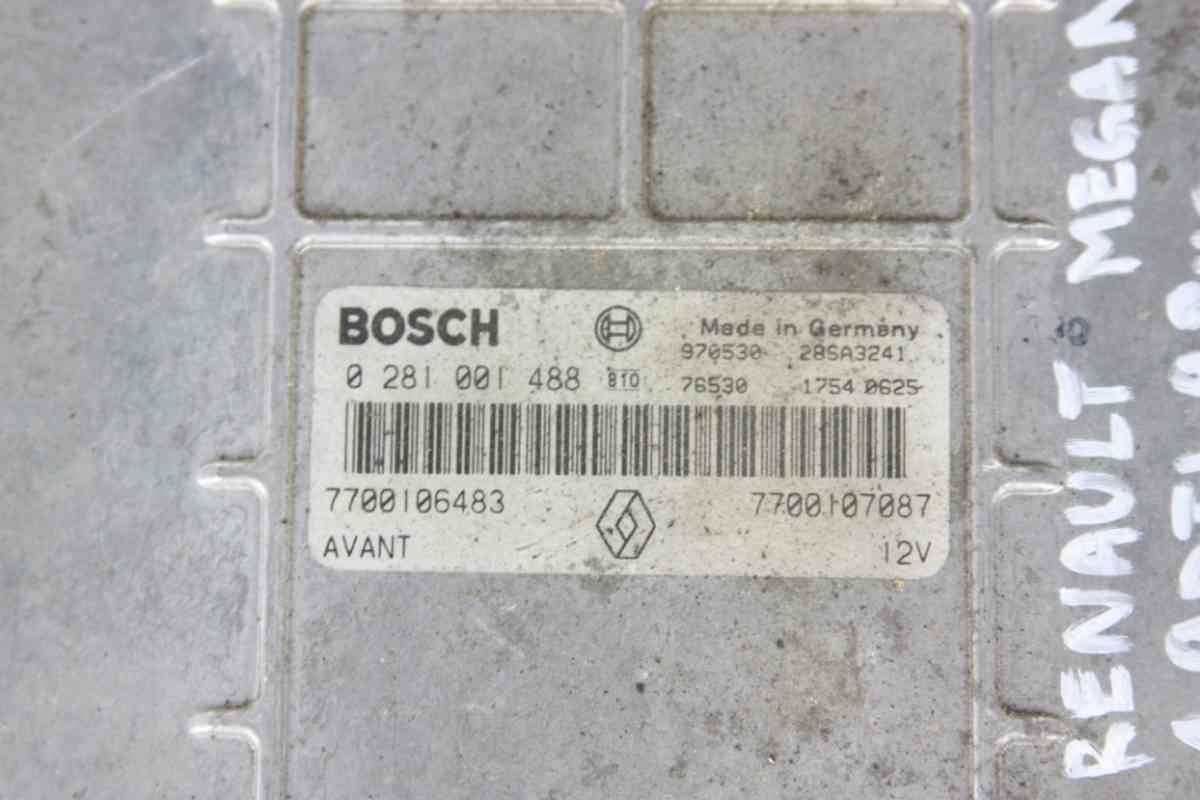 BOSCH
Made in Germany
970530 28SA3241
0 281 001 488 810 76530 1754 0625
7700106483 7700107087
AVANT 12V
RENAULT MEGAN